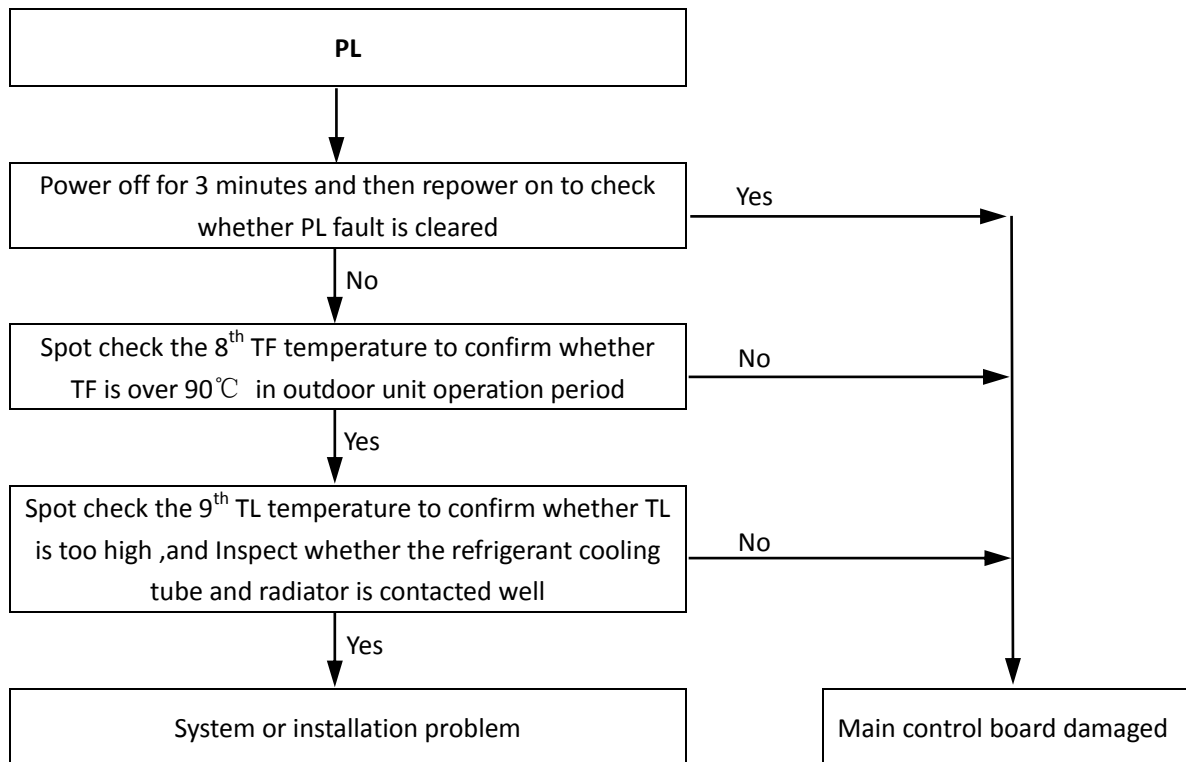 PL
Power off for 3 minutes and then repower on to check
whether PL fault is cleared
Yes
No
Spot check the 8th TF temperature to confirm whether
TF is over 90℃ in outdoor unit operation period
No
Yes
Spot check the 9th TL temperature to confirm whether TL
is too high ,and Inspect whether the refrigerant cooling
tube and radiator is contacted well
No
Yes
System or installation problem
Main control board damaged